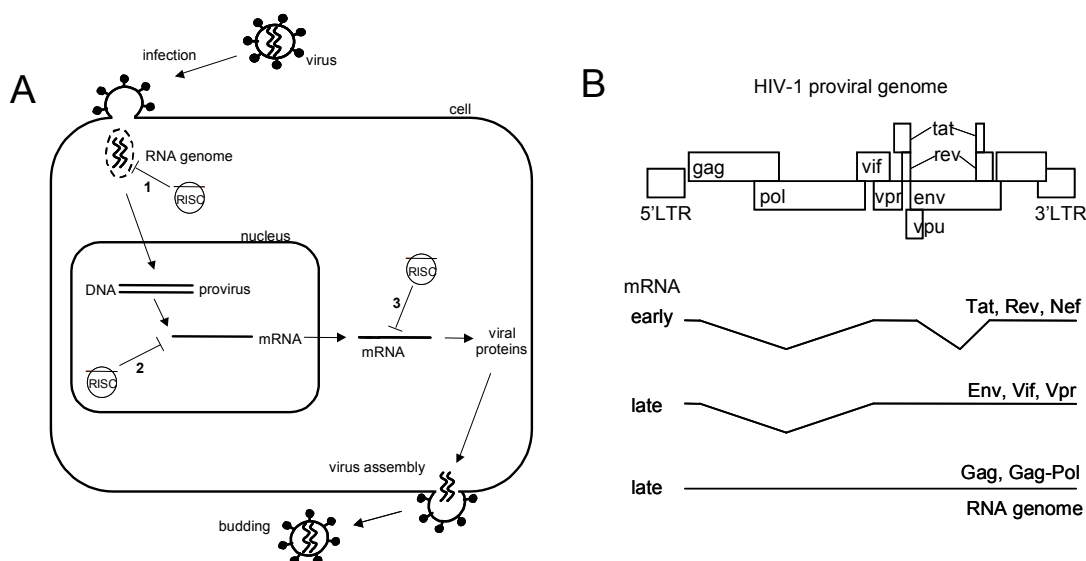 A
infection
virus
cell
RNA genome
1
RISC
nucleus
DNA
provirus
mRNA
2
RISC
RISC
3
mRNA
viral
proteins
virus assembly
budding
B
HIV-1 proviral genome
tat
rev
gag
vif
pol
vpr
env
vpu
5'LTR
3'LTR
mRNA
early
Tat, Rev, Nef
late
Env, Vif, Vpr
late
Gag, Gag-Pol
RNA genome